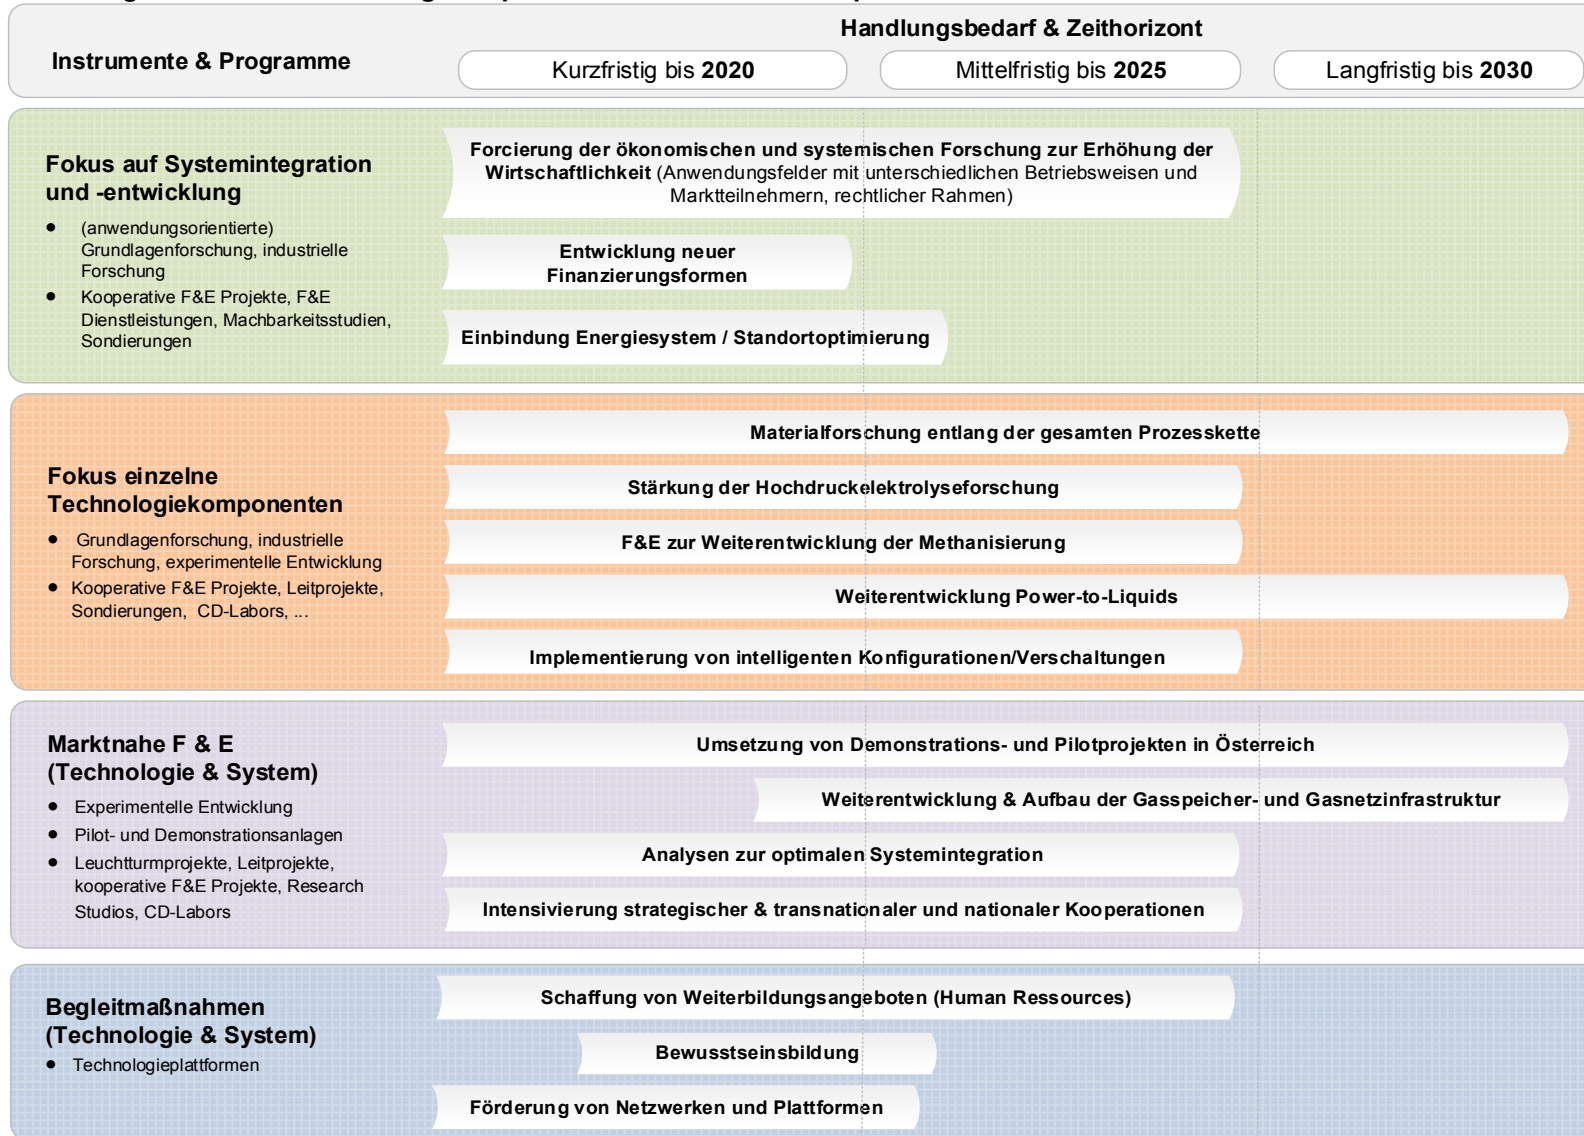 Handlungsbedarf & Zeithorizont
Instrumente & Programme
Kurzfristig bis 2020
Mittelfristig bis 2025
Langfristig bis 2030
Fokus auf Systemintegration
und -entwicklung
● (anwendungsorientierte)
Grundlagenforschung, industrielle
Forschung
● Kooperative F&E Projekte, F&E
Dienstleistungen, Machbarkeitsstudien,
Sondierungen
Forcierung der ökonomischen und systemischen Forschung zur Erhöhung der
Wirtschaftlichkeit (Anwendungsfelder mit unterschiedlichen Betriebsweisen und
Marktteilnehmern, rechtlicher Rahmen)
Entwicklung neuer
Finanzierungsformen
Einbindung Energiesystem / Standortoptimierung
Fokus einzelne
Technologiekomponenten
● Grundlagenforschung, industrielle
Forschung, experimentelle Entwicklung
● Kooperative F&E Projekte, Leitprojekte,
Sondierungen, CD-Labors, ...
Materialforschung entlang der gesamten Prozesskette
Stärkung der Hochdruckelektrolyseforschung
F&E zur Weiterentwicklung der Methanisierung
Weiterentwicklung Power-to-Liquids
Implementierung von intelligenten Konfigurationen/Verschaltungen
Marktnahe F & E
(Technologie & System)
● Experimentelle Entwicklung
● Pilot- und Demonstrationsanlagen
● Leuchtturmprojekte, Leitprojekte,
kooperative F&E Projekte, Research
Studios, CD-Labors
Umsetzung von Demonstrations- und Pilotprojekten in Österreich
Weiterentwicklung & Aufbau der Gasspeicher- und Gasnetzinfrastruktur
Analysen zur optimalen Systemintegration
Intensivierung strategischer & transnationaler und nationaler Kooperationen
Begleitmaßnahmen
(Technologie & System)
● Technologieplattformen
Schaffung von Weiterbildungsangeboten (Human Ressources)
Bewusstseinsbildung
Förderung von Netzwerken und Plattformen